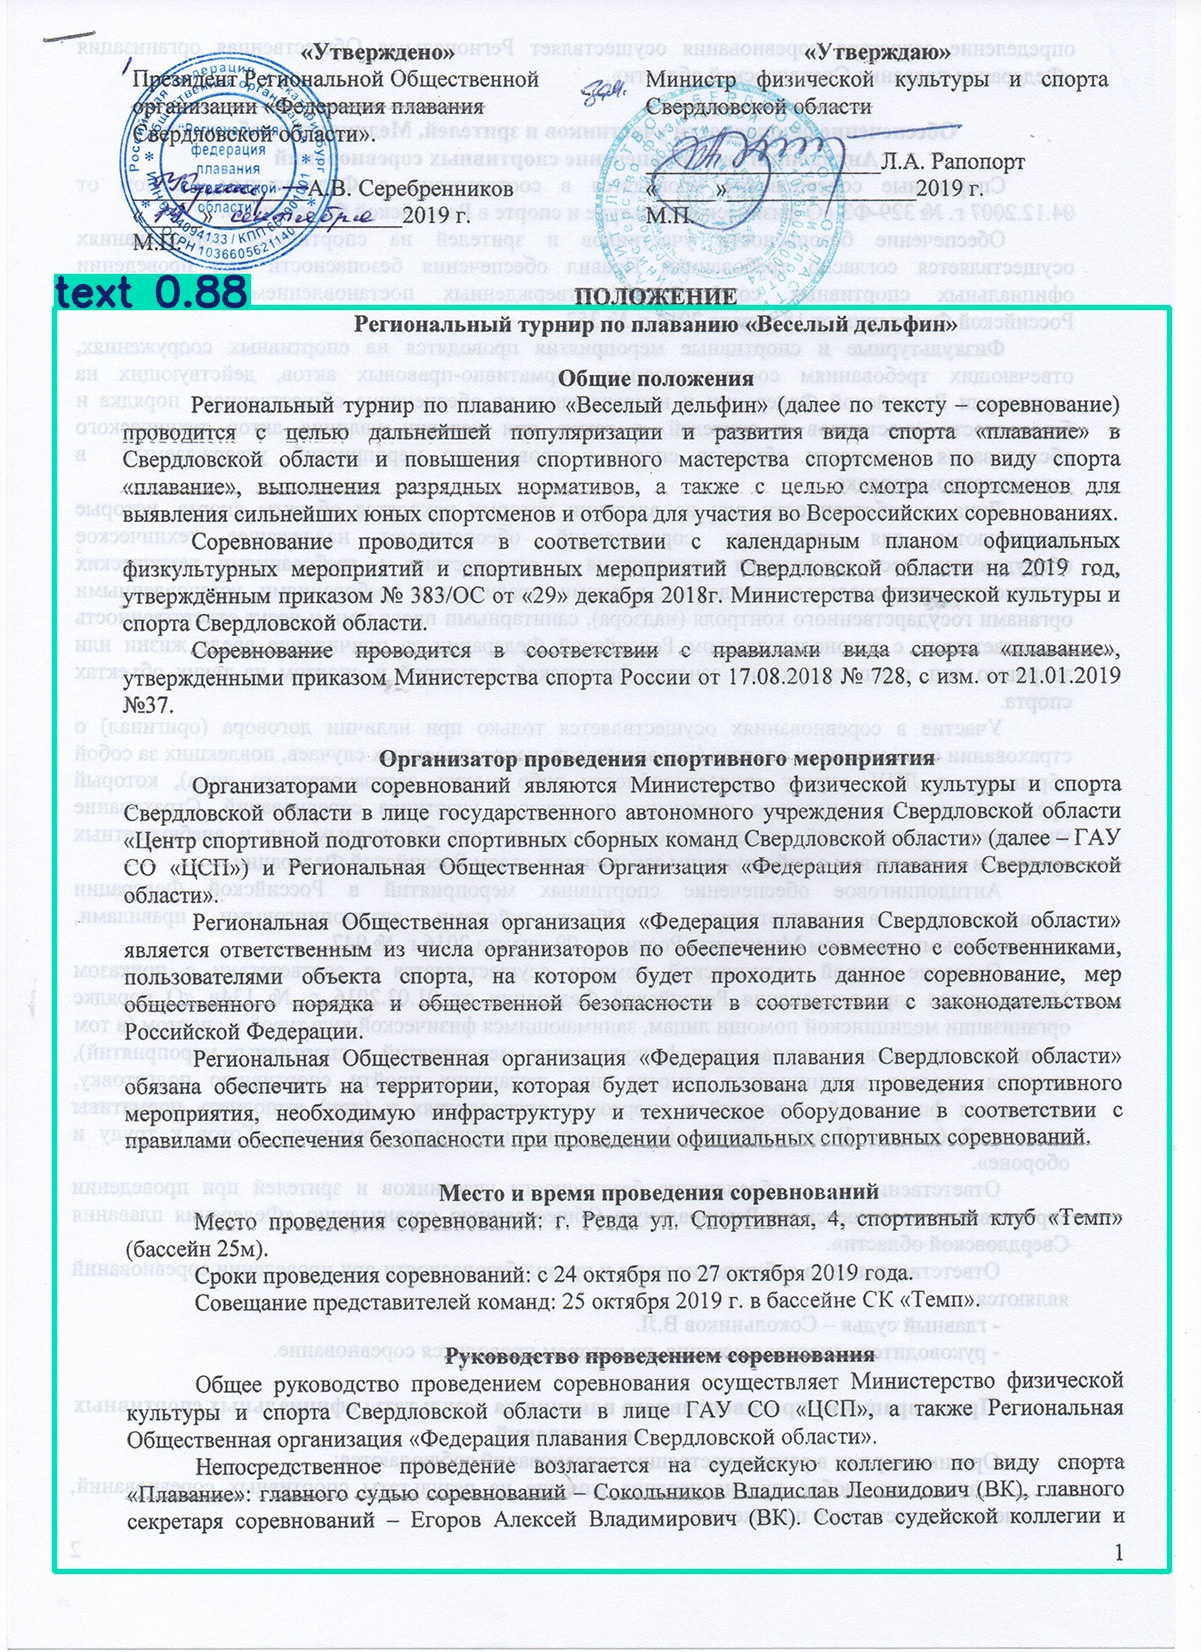 «Утверждено»
Президент Региональной Общественной
организации «Федерация плавания
Свердловской области».
А.В. Серебренников
« » сентября 2019 г.
М.П.
«Утверждаю»
Министр физической культуры и спорта
Свердловской области
Л.А. Рапопорт
« » 2019 г.
М.П.
Региональная
федерация
плавания
Свердловской
области
text 0.88
ПОЛОЖЕНИЕ
Региональный турнир по плаванию «Веселый дельфин»
Общие положения
Региональный турнир по плаванию «Веселый дельфин» (далее по тексту – соревнование)
проводится с целью дальнейшей популяризации и развития вида спорта «плавание» в
Свердловской области и повышения спортивного мастерства спортсменов по виду спорта
«плавание», выполнения разрядных нормативов, а также с целью смотра спортсменов для
выявления сильнейших юных спортсменов и отбора для участия во Всероссийских соревнованиях.
Соревнование проводится в соответствии с календарным планом официальных
физкультурных мероприятий и спортивных мероприятий Свердловской области на 2019 год,
утверждённым приказом № 383/ОС от «29» декабря 2018г. Министерства физической культуры и
спорта Свердловской области.
Соревнование проводится в соответствии с правилами вида спорта «плавание»,
утвержденными приказом Министерства спорта России от 17.08.2018 № 728, с изм. от 21.01.2019
№37.
Организатор проведения спортивного мероприятия
Организаторами соревнований являются Министерство физической культуры и спорта
Свердловской области в лице государственного автономного учреждения Свердловской области
«Центр спортивной подготовки спортивных сборных команд Свердловской области» (далее – ГАУ
СО «ЦСП») и Региональная Общественная Организация «Федерация плавания Свердловской
области».
Региональная Общественная организация «Федерация плавания Свердловской области»
является ответственным из числа организаторов по обеспечению совместно с собственниками,
пользователями объекта спорта, на котором будет проходить данное соревнование, мер
общественного порядка и общественной безопасности в соответствии с законодательством
Российской Федерации.
Региональная Общественная организация «Федерация плавания Свердловской области»
обязана обеспечить на территории, которая будет использована для проведения спортивного
мероприятия, необходимую инфраструктуру и техническое оборудование в соответствии с
правилами обеспечения безопасности при проведении официальных спортивных соревнований.
Место и время проведения соревнований
Место проведения соревнований: г. Ревда ул. Спортивная, 4, спортивный клуб «Темп»
(бассейн 25м).
Сроки проведения соревнований: с 24 октября по 27 октября 2019 года.
Совещание представителей команд: 25 октября 2019 г. в бассейне СК «Темп».
Руководство проведением соревнования
Общее руководство проведением соревнования осуществляет Министерство физической
культуры и спорта Свердловской области в лице ГАУ СО «ЦСП», а также Региональная
Общественная организация «Федерация плавания Свердловской области».
Непосредственное проведение возлагается на судейскую коллегию по виду спорта
«Плавание»: главного судью соревнований – Сокольников Владислав Леонидович (ВК), главного
секретаря соревнований – Егоров Алексей Владимирович (ВК). Состав судейской коллегии и
1